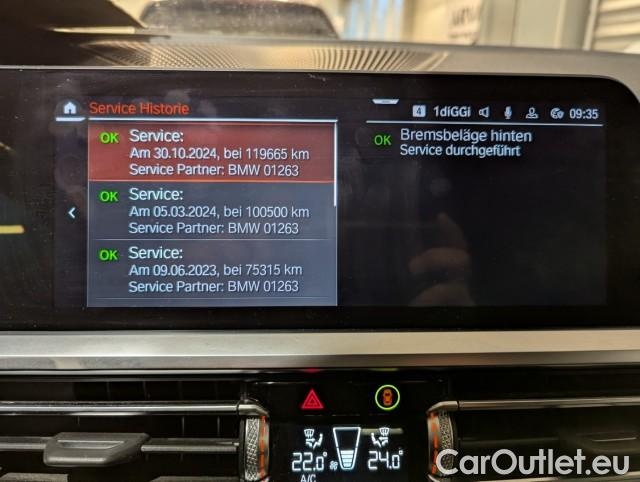 Service Historie
4 1diGGi 09:35
OK Service:
Am 30.10.2024, bei 119665 km
Service Partner: BMW 01263
OK Service:
Am 05.03.2024, bei 100500 km
Service Partner: BMW 01263
OK Service:
Am 09.06.2023, bei 75315 km
Service Partner: BMW 01263
OK Bremsbeläge hinten
Service durchgeführt
22.0 24.0
A/C
CarOutlet.eu